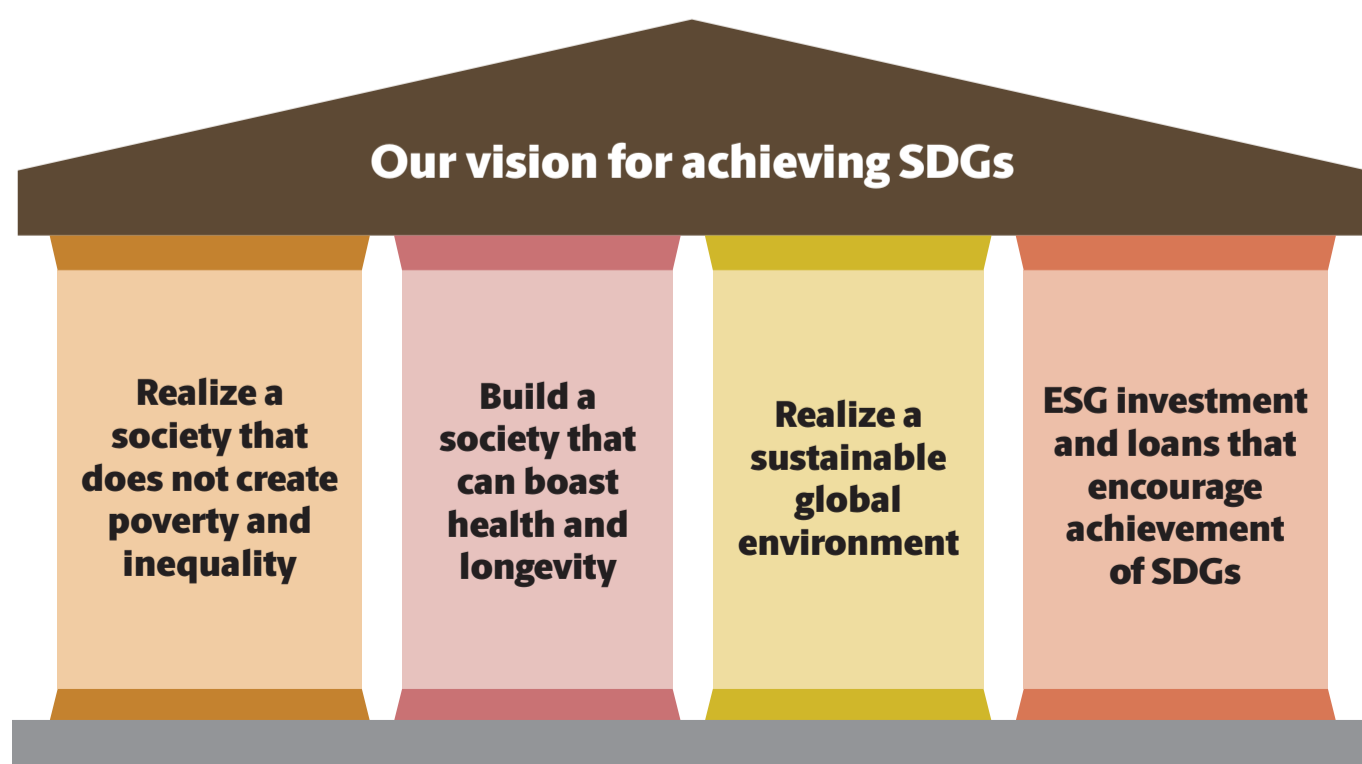 Our vision for achieving SDGs
Realize a
society that
does not create
poverty and
inequality
Build a
society that
can boast
health and
longevity
Realize a
sustainable
global
environment
ESG investment
and loans that
encourage
achievement
of SDGs